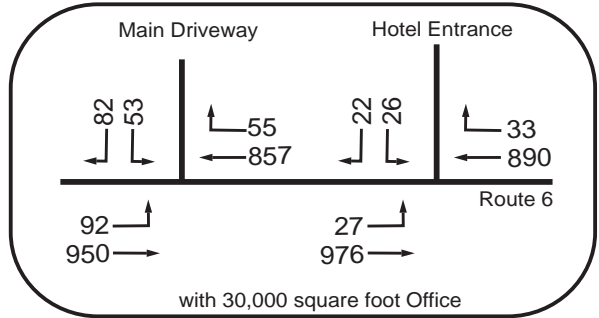 Main Driveway
Hotel Entrance
82 53
55
857
22 26
33
890
Route 6
92
950
27
976
with 30,000 square foot Office